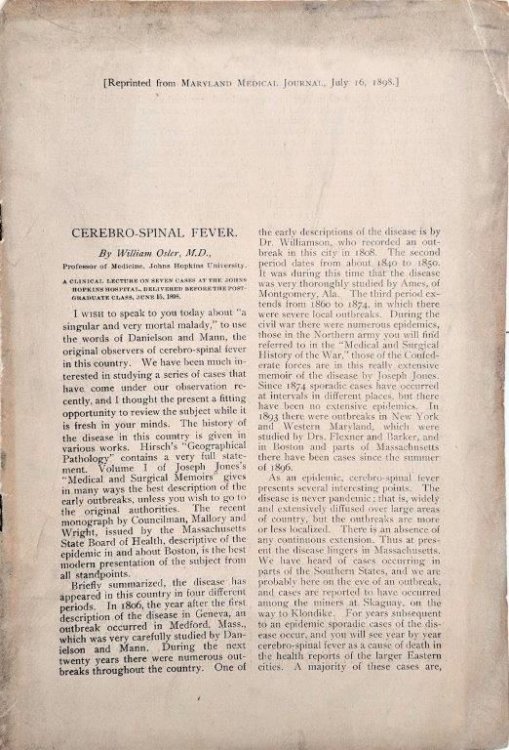 [Reprinted from MARYLAND MEDICAL JOURNAL, July 16, 1898.]
CEREBRO-SPINAL FEVER.
By William Osler, M.D.,
Professor of Medicine, Johns Hopkins University.
A CLINICAL LECTURE ON SEVEN CASES AT THE JOHNS
HOPKINS HOSPITAL, DELIVERED BEFORE THE POST-
GRADUATE CLASS, JUNE 15, 1898.
I WISH to speak to you today about "a
singular and very mortal malady," to use
the words of Danielson and Mann, the
original observers of cerebro-spinal fever
in this country. We have been much in-
terested in studying a series of cases that
have come under our observation re-
cently, and I thought the present a fitting
opportunity to review the subject while it
is fresh in your minds. The history of
the disease in this country is given in
various works. Hirsch's "Geographical
Pathology" contains a very full state-
ment. Volume I of Joseph Jones's
"Medical and Surgical Memoirs" gives
in many ways the best description of the
early outbreaks, unless you wish to go to
the original authorities. The recent
monograph by Councilman, Mallory and
Wright, issued by the Massachusetts
State Board of Health, descriptive of the
epidemic in and about Boston, is the best
modern presentation of the subject from
all standpoints.
Briefly summarized, the disease has
appeared in this country in four different
periods. In 1806, the year after the first
description of the disease in Geneva, an
outbreak occurred in Medford, Mass.,
which was very carefully studied by Dan-
ielson and Mann. During the next
twenty years there were numerous out-
breaks throughout the country. One of
the early descriptions of the disease is by
Dr. Williamson, who recorded an out-
break in this city in 1808. The second
period dates from about 1840 to 1850.
It was during this time that the disease
was very thoroughly studied by Ames, of
Montgomery, Ala. The third period ex-
tends from 1860 to 1874, in which there
were severe local outbreaks. During the
civil war there were numerous epidemics,
those in the Northern army you will find
referred to in the "Medical and Surgical
History of the War," those of the Confed-
erate forces are in this really extensive
memoir of the disease by Joseph Jones.
Since 1874 sporadic cases have occurred
at intervals in different places, but there
have been no extensive epidemics. In
1893 there were outbreaks in New York
and Western Maryland, which were
studied by Drs. Flexner and Barker, and
in Boston and parts of Massachusetts
there have been cases since the summer
of 1896.
As an epidemic, cerebro-spinal fever
presents several interesting points. The
disease is never pandemic; that is, widely
and extensively diffused over large areas
of country, but the outbreaks are more
or less localized. There is an absence of
any continuous extension. Thus at pres-
ent the disease lingers in Massachusetts.
We have heard of cases occurring in
parts of the Southern States, and we are
probably here on the eve of an outbreak,
and cases are reported to have occurred
among the miners at Skaguay, on the
way to Klondike. For years subsequent
to an epidemic sporadic cases of the dis-
ease occur, and you will see year by year
cerebro-spinal fever as a cause of death in
the health reports of the larger Eastern
cities. A majority of these cases are,